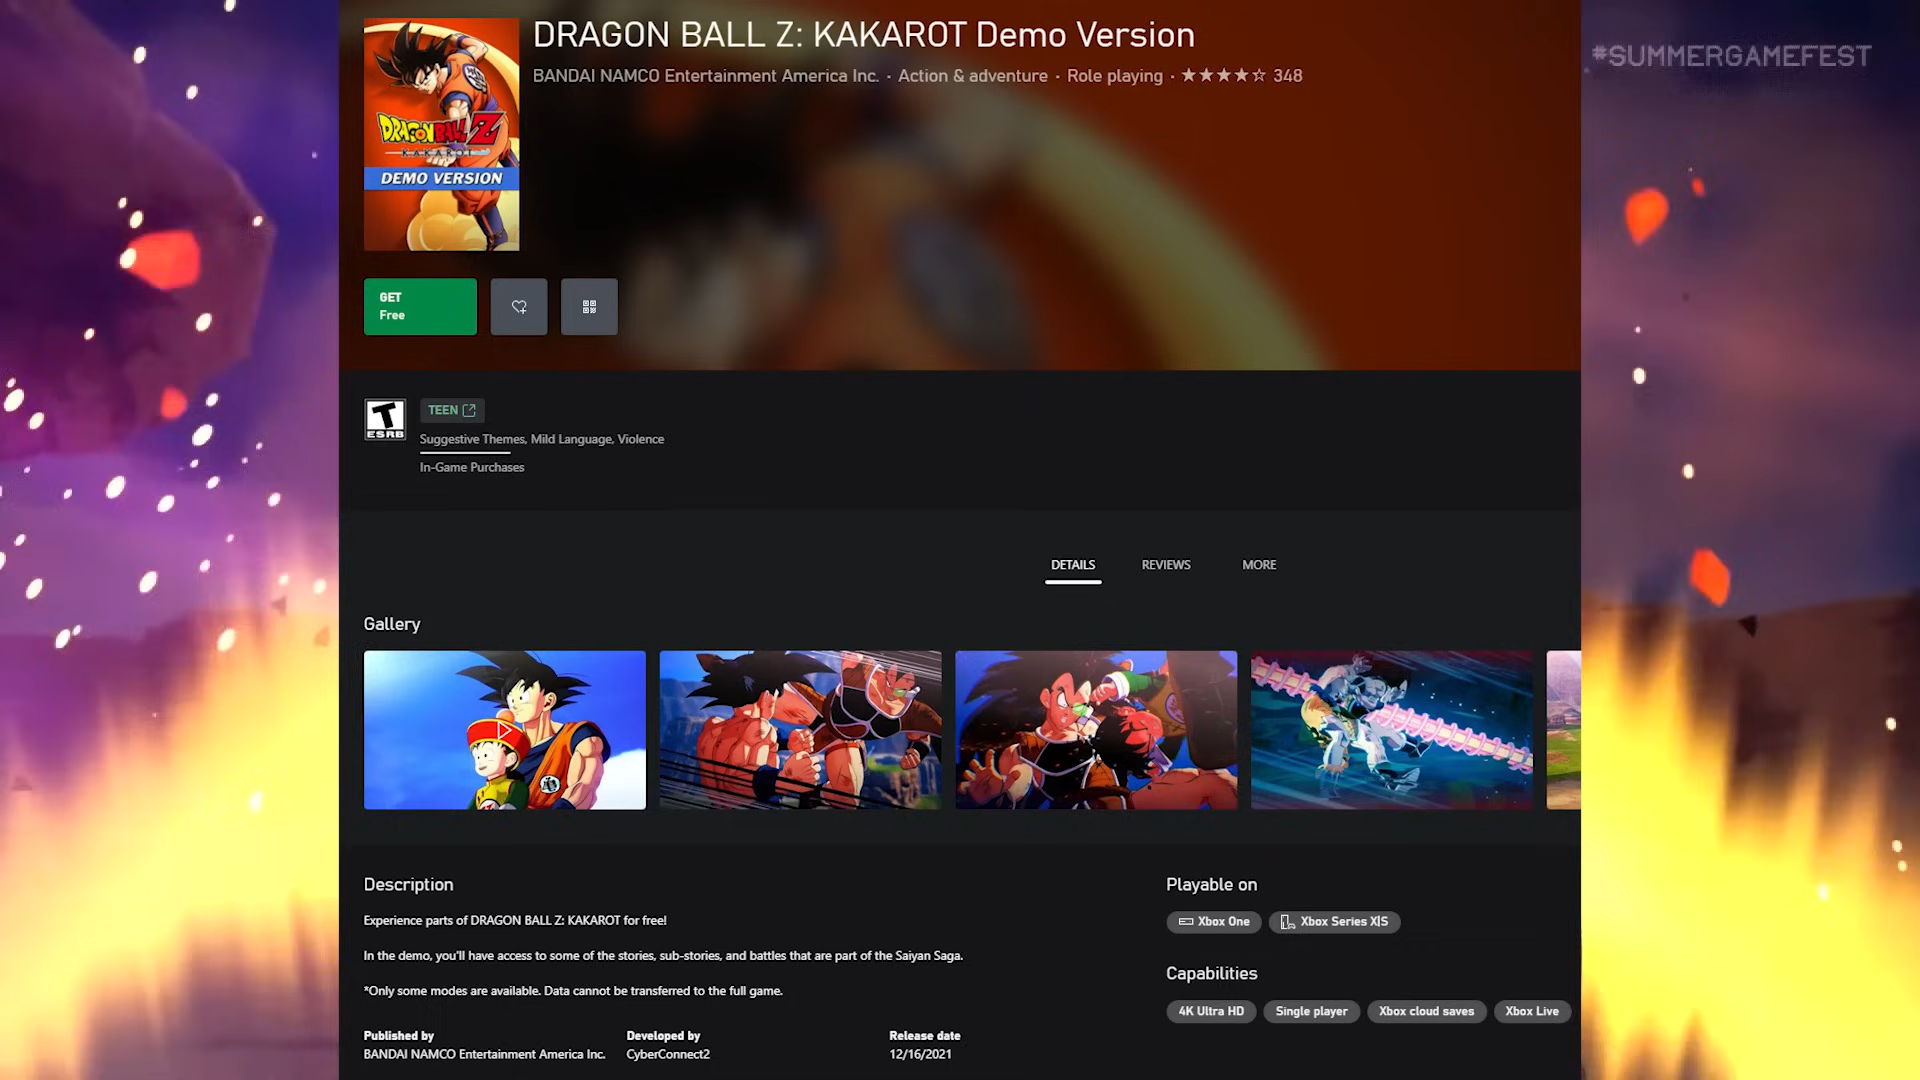 DRAGON BALL Z: KAKAROT Demo Version
#SUMMERGAMEFEST
BANDAI NAMCO Entertainment America Inc. · Action & adventure · Role playing · ★★★★☆ 348
DRAGON BALL Z
KAKAROT
DEMO VERSION
GET
Free
T
ESRB
TEEN
Suggestive Themes, Mild Language, Violence
In-Game Purchases
DETAILS REVIEWS MORE
Gallery
Description
Experience parts of DRAGON BALL Z: KAKAROT for free!
In the demo, you'll have access to some of the stories, sub-stories, and battles that are part of the Saiyan Saga.
*Only some modes are available. Data cannot be transferred to the full game.
Published by
BANDAI NAMCO Entertainment America Inc.
Developed by
CyberConnect2
Release date
12/16/2021
Playable on
Xbox One Xbox Series X|S
Capabilities
4K Ultra HD Single player Xbox cloud saves Xbox Live